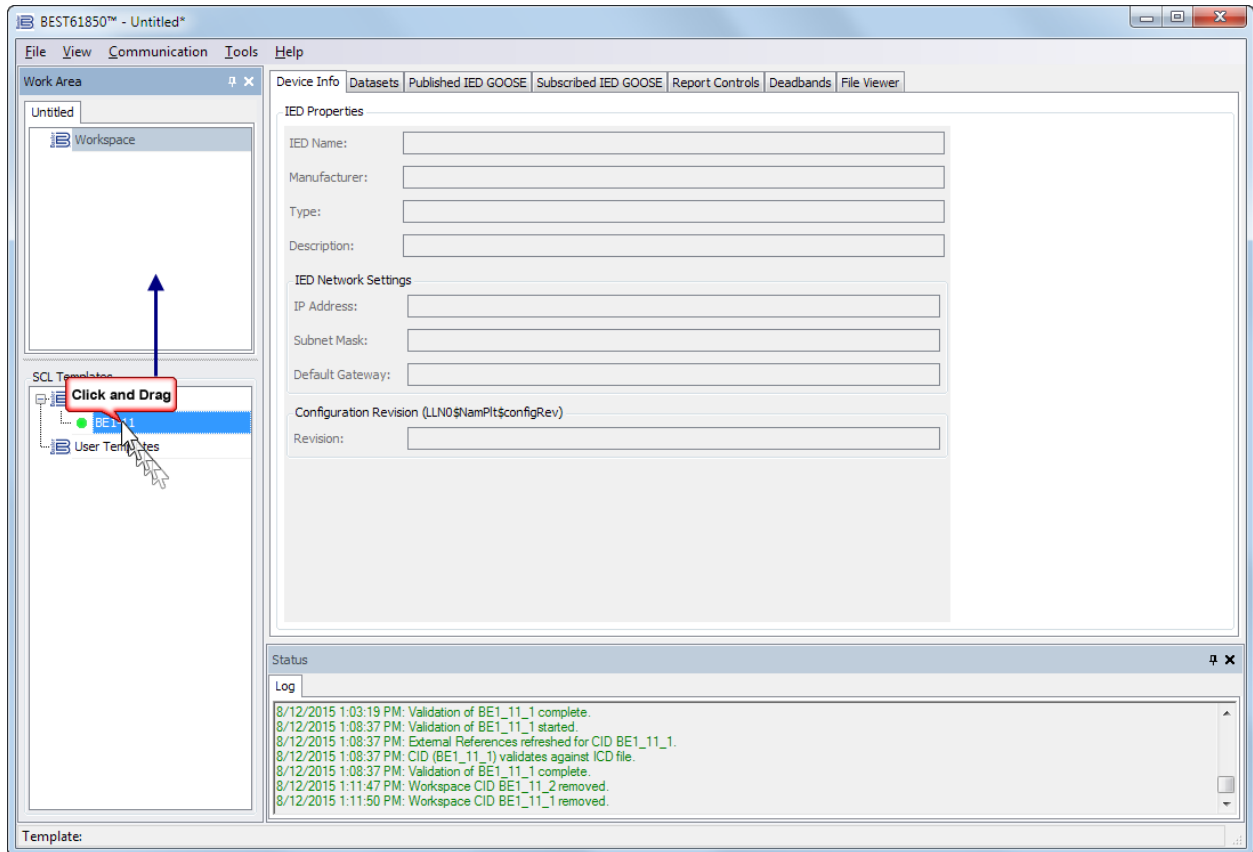 BEST61850™ - Untitled*
File View Communication Tools Help
Work Area
Untitled
Workspace
SCL Templates
Click and Drag
BE1-11
User Templates
Device Info Datasets Published IED GOOSE Subscribed IED GOOSE Report Controls Deadbands File Viewer
IED Properties
IED Name:
Manufacturer:
Type:
Description:
IED Network Settings
IP Address:
Subnet Mask:
Default Gateway:
Configuration Revision (LLN0$NamPlt$configRev)
Revision:
Status
Log
8/12/2015 1:03:19 PM: Validation of BE1_11_1 complete.
8/12/2015 1:08:37 PM: Validation of BE1_11_1 started.
8/12/2015 1:08:37 PM: External References refreshed for CID BE1_11_1.
8/12/2015 1:08:37 PM: CID (BE1_11_1) validates against ICD file.
8/12/2015 1:08:37 PM: Validation of BE1_11_1 complete.
8/12/2015 1:11:47 PM: Workspace CID BE1_11_2 removed.
8/12/2015 1:11:50 PM: Workspace CID BE1_11_1 removed.
Template: